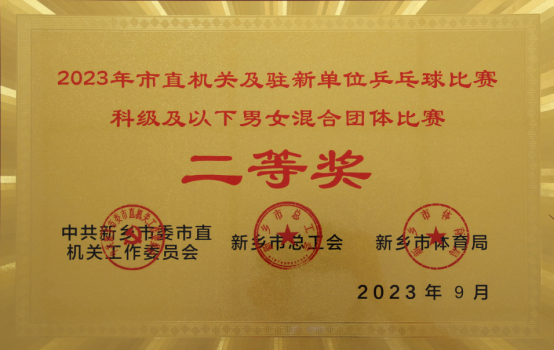 2023年市直机关及驻新单位乒乓球比赛
科级及以下男女混合团体比赛
二等奖
中共新乡市委市直
机关工作委员会
新乡市总工会
新乡市体育局
2023年9月